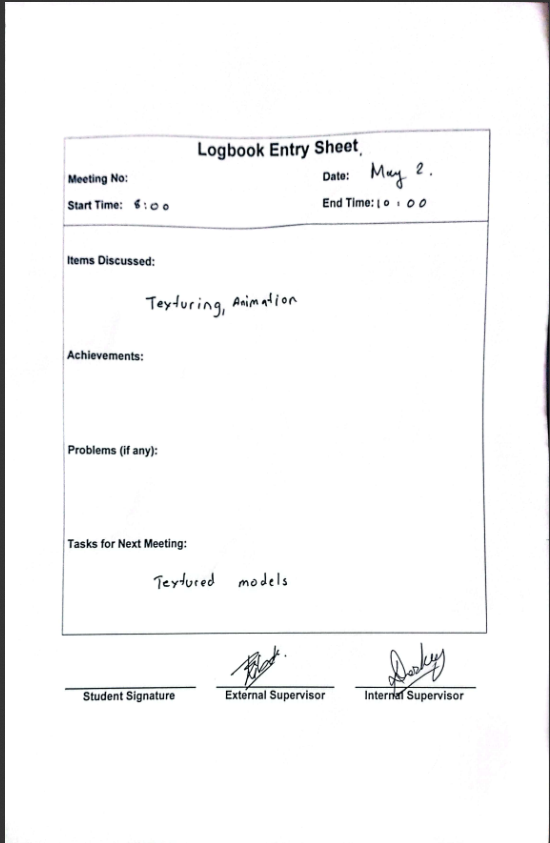 Logbook Entry Sheet
Meeting No:
Date: May 2.
Start Time: 8:00
End Time: 10:00
Items Discussed:
Texturing, Animation
Achievements:
Problems (if any):
Tasks for Next Meeting:
Textured models
Student Signature
External Supervisor
Internal Supervisor